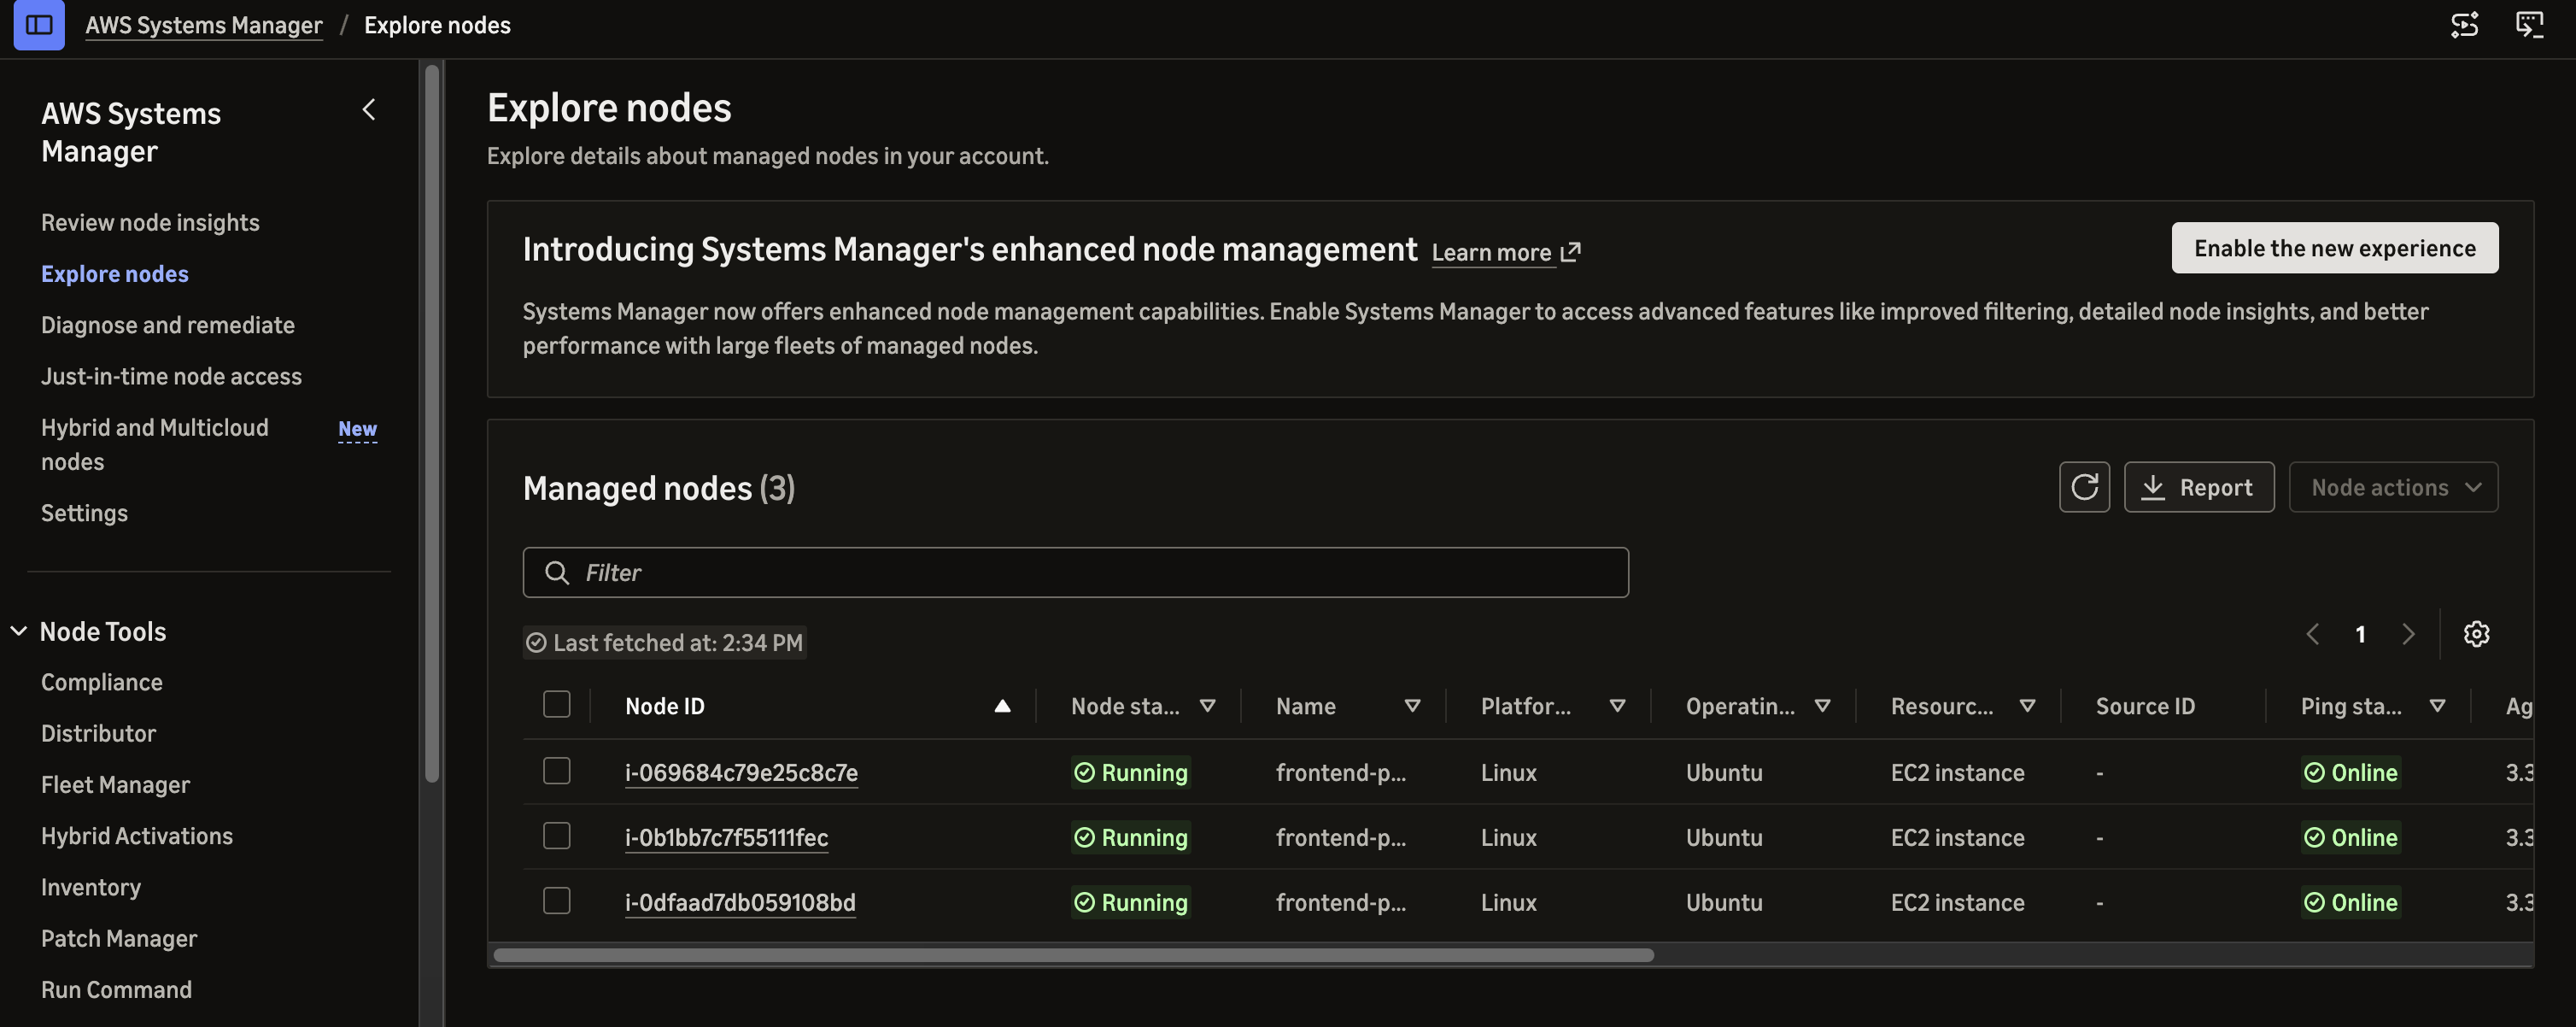 AWS Systems Manager / Explore nodes
AWS Systems
Manager
Review node insights
Explore nodes
Diagnose and remediate
Just-in-time node access
Hybrid and Multicloud
nodes
New
Settings
Node Tools
Compliance
Distributor
Fleet Manager
Hybrid Activations
Inventory
Patch Manager
Run Command
Explore nodes
Explore details about managed nodes in your account.
Introducing Systems Manager's enhanced node management Learn more
Enable the new experience
Systems Manager now offers enhanced node management capabilities. Enable Systems Manager to access advanced features like improved filtering, detailed node insights, and better
performance with large fleets of managed nodes.
Managed nodes (3)
Report
Node actions
Filter
Last fetched at: 2:34 PM
1
Node ID Node sta... Name Platfor... Operatin... Resourc... Source ID Ping sta... Ag
i-069684c79e25c8c7e Running frontend-p... Linux Ubuntu EC2 instance - Online 3.3
i-0b1bb7c7f55111fec Running frontend-p... Linux Ubuntu EC2 instance - Online 3.3
i-0dfaad7db059108bd Running frontend-p... Linux Ubuntu EC2 instance - Online 3.3